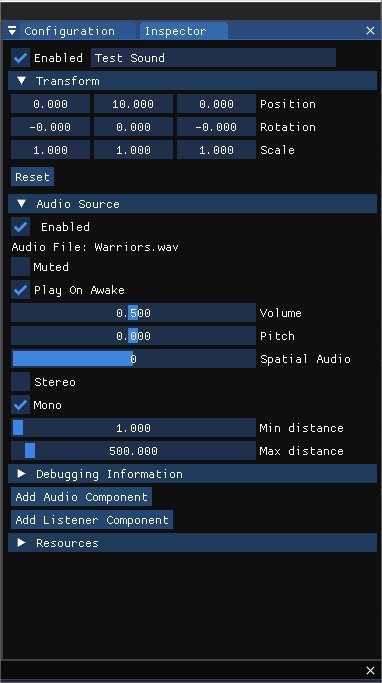 Configuration Inspector
Enabled Test Sound
Transform
0.000 10.000 0.000 Position
-0.000 0.000 -0.000 Rotation
1.000 1.000 1.000 Scale
Reset
Audio Source
Enabled
Audio File: Warriors.wav
Muted
Play On Awake
0.500 Volume
0.000 Pitch
0 Spatial Audio
Stereo
Mono
1.000 Min distance
500.000 Max distance
Debugging Information
Add Audio Component
Add Listener Component
Resources